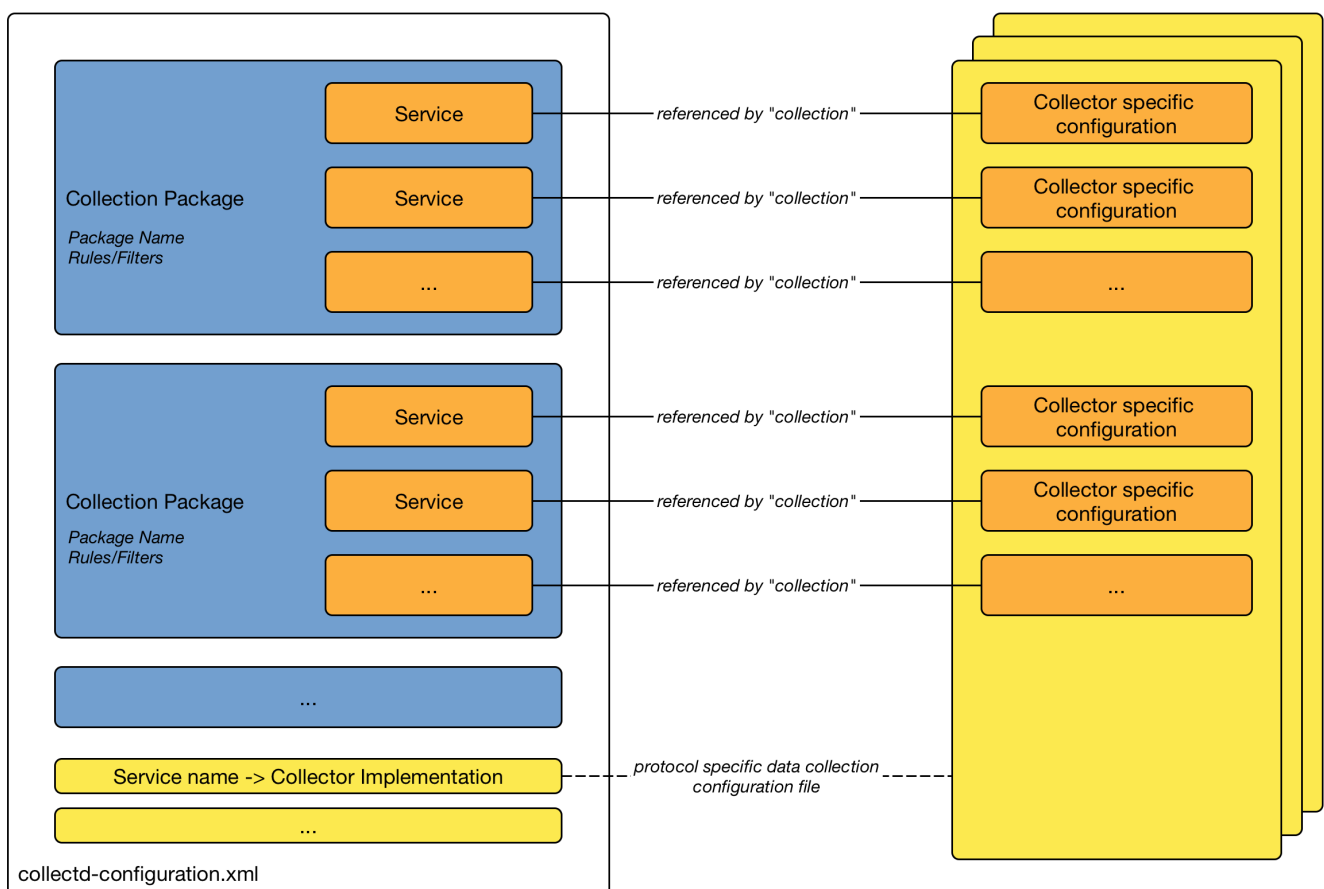 Service
referenced by "collection"
Collector specific
configuration
Collection Package
Package Name
Rules/Filters
Service
referenced by "collection"
Collector specific
configuration
...
referenced by "collection"
...
Collection Package
Package Name
Rules/Filters
Service
referenced by "collection"
Collector specific
configuration
Service
referenced by "collection"
Collector specific
configuration
...
referenced by "collection"
...
...
Service name -> Collector Implementation
protocol specific data collection
configuration file
...
collectd-configuration.xml